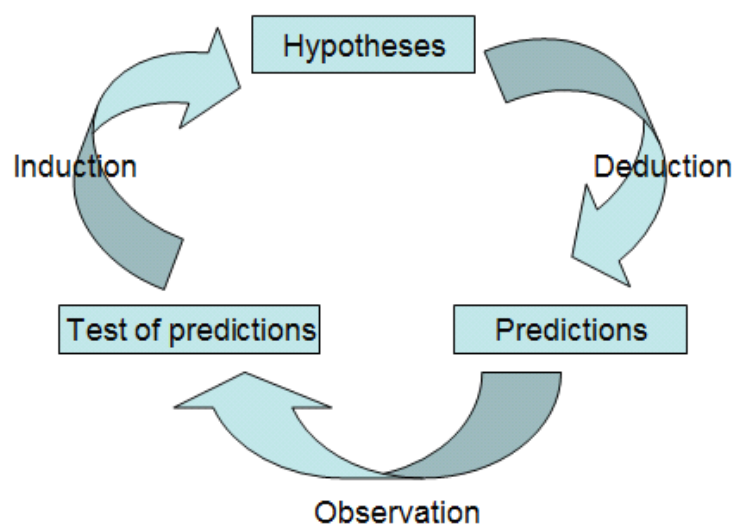 Hypotheses
Induction
Deduction
Test of predictions
Predictions
Observation